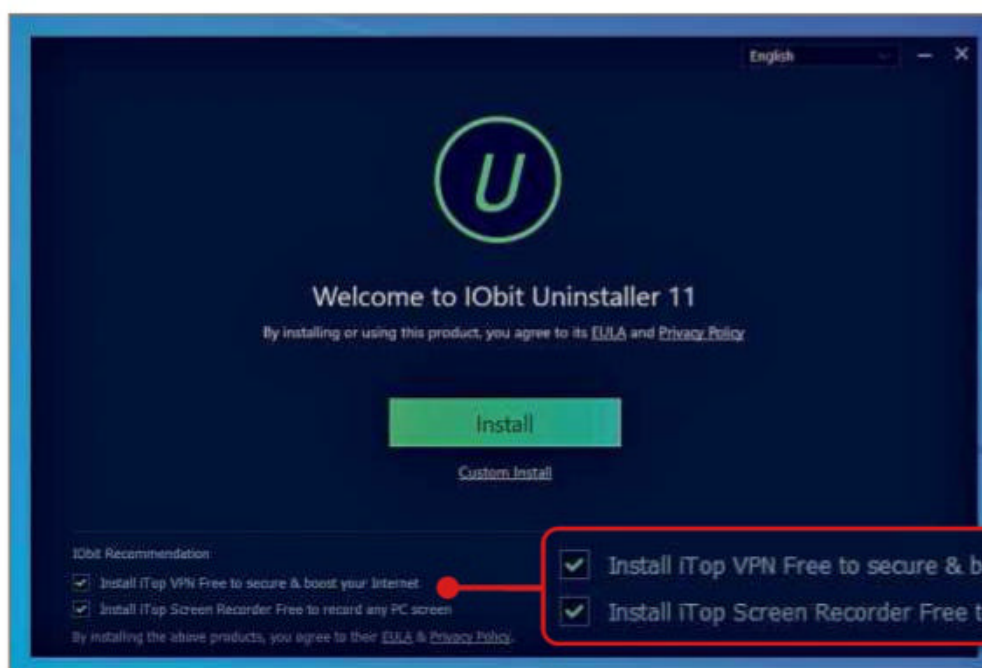 English
U
Welcome to IObit Uninstaller 11
By installing or using this product, you agree to its EULA and Privacy Policy
Install
Custom Install
IObit Recommendation
Install iTop VPN Free to secure & boost your Internet
Install iTop Screen Recorder Free to record any PC screen
By installing the above products, you agree to their EULA & Privacy Policy.
Install iTop VPN Free to secure & b
Install iTop Screen Recorder Free t